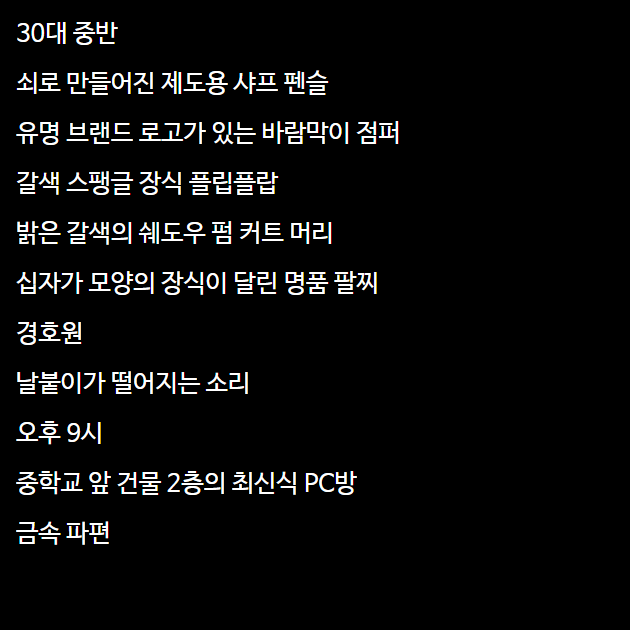 30대 중반
쇠로 만들어진 제도용 샤프 펜슬
유명 브랜드 로고가 있는 바람막이 점퍼
갈색 스팽글 장식 플립플랍
밝은 갈색의 쉐도우 펌 커트 머리
십자가 모양의 장식이 달린 명품 팔찌
경호원
날붙이가 떨어지는 소리
오후 9시
중학교 앞 건물 2층의 최신식 PC방
금속 파편